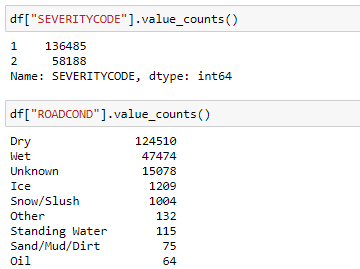 df["SEVERITYCODE"].value_counts()
1    136485
2     58188
Name: SEVERITYCODE, dtype: int64
df["ROADCOND"].value_counts()
Dry               124510
Wet                47474
Unknown            15078
Ice                 1209
Snow/Slush          1004
Other                132
Standing Water       115
Sand/Mud/Dirt         75
Oil                   64